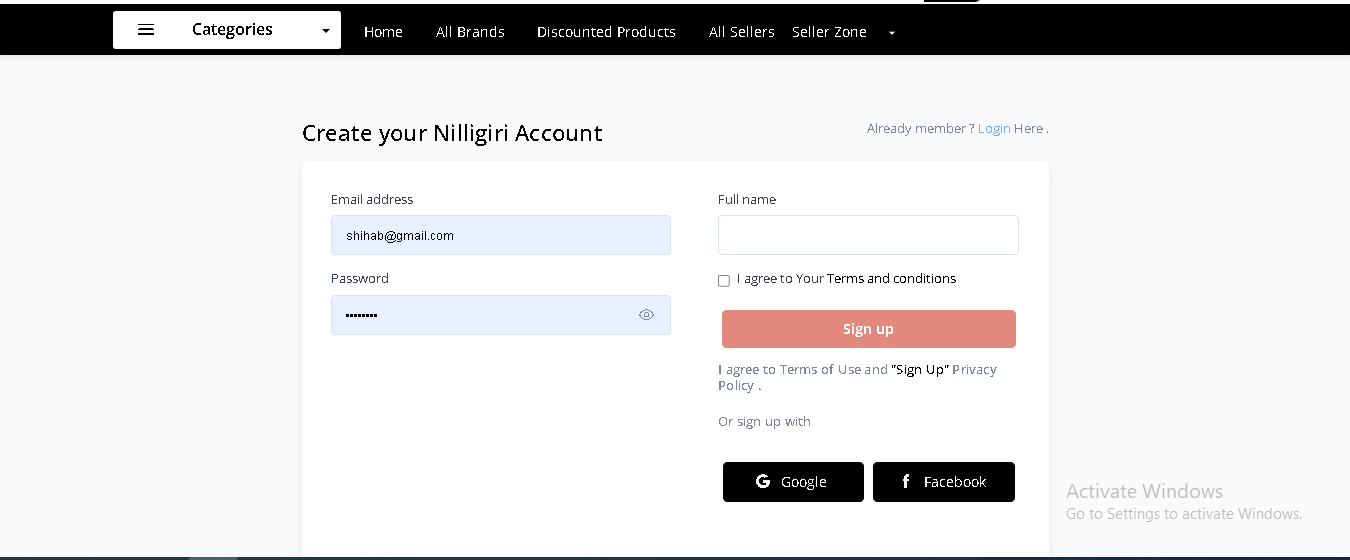 Categories
Home
All Brands
Discounted Products
All Sellers
Seller Zone
Create your Nilligiri Account
Already member ? Login Here .
Email address
shihab@gmail.com
Password
Full name
I agree to Your Terms and conditions
Sign up
I agree to Terms of Use and "Sign Up" Privacy
Policy .
Or sign up with
Google
Facebook
Activate Windows
Go to Settings to activate Windows.